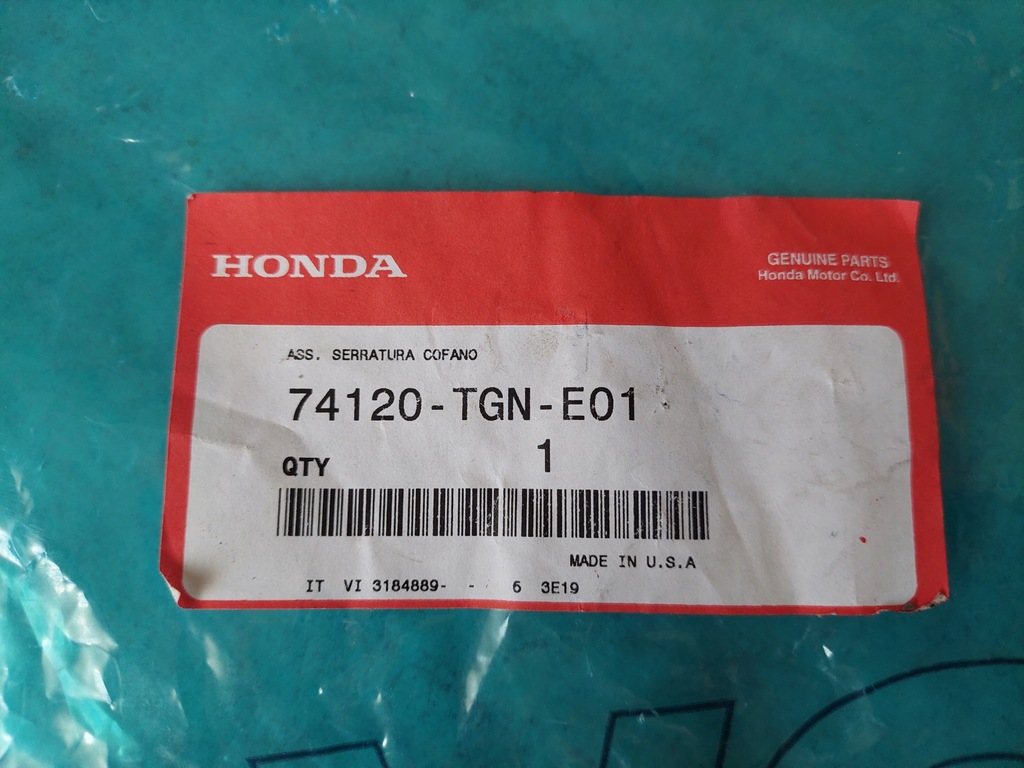 HONDA
GENUINE PARTS
Honda Motor Co. Ltd.
ASS. SERRATURA COFANO
74120-TGN-E01
QTY 1
MADE IN U.S.A
IT VI 3184889- - 6 3E19